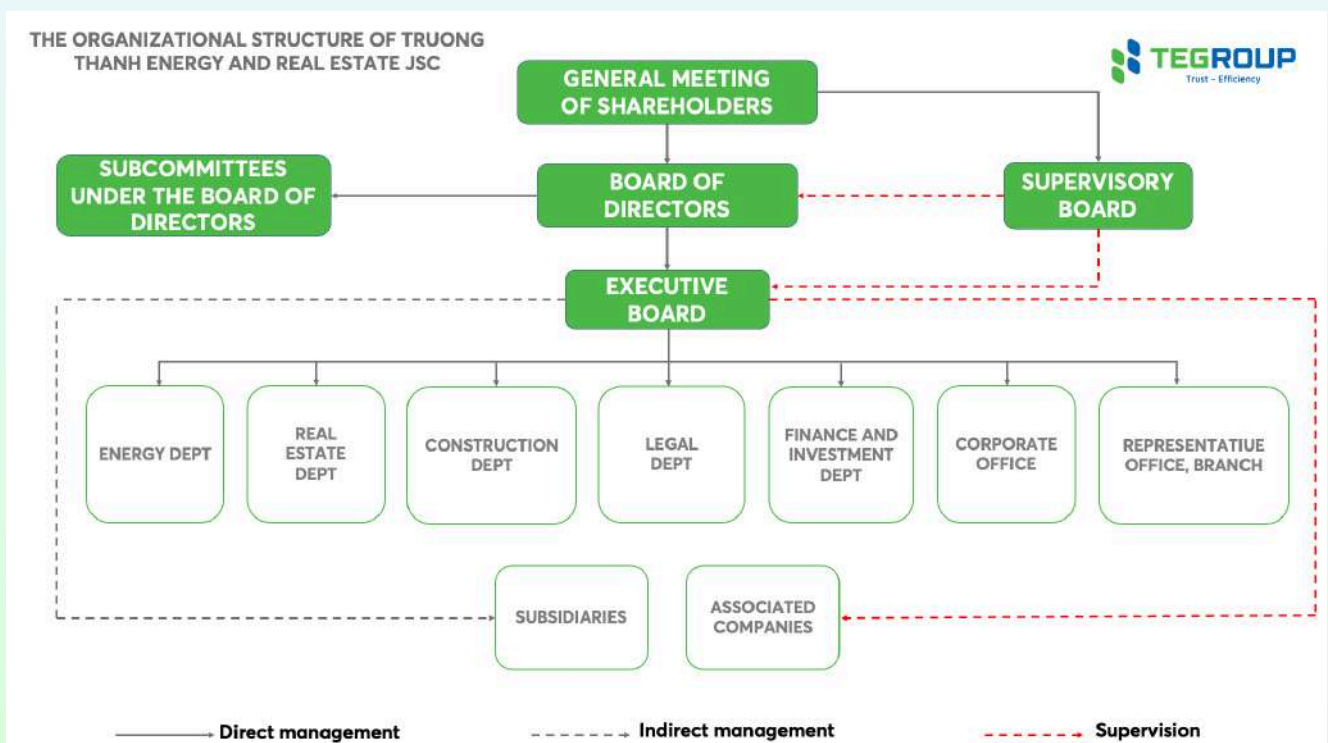 THE ORGANIZATIONAL STRUCTURE OF TRUONG
THANH ENERGY AND REAL ESTATE JSC
TEGROUP
Trust - Efficiency
GENERAL MEETING
OF SHAREHOLDERS
SUBCOMMITTEES
UNDER THE BOARD OF
DIRECTORS
BOARD OF
DIRECTORS
SUPERVISORY
BOARD
EXECUTIVE
BOARD
ENERGY DEPT
REAL
ESTATE
DEPT
CONSTRUCTION
DEPT
LEGAL
DEPT
FINANCE AND
INVESTMENT
DEPT
CORPORATE
OFFICE
REPRESENTATIUE
OFFICE, BRANCH
SUBSIDIARIES
ASSOCIATED
COMPANIES
Direct management
Indirect management
Supervision